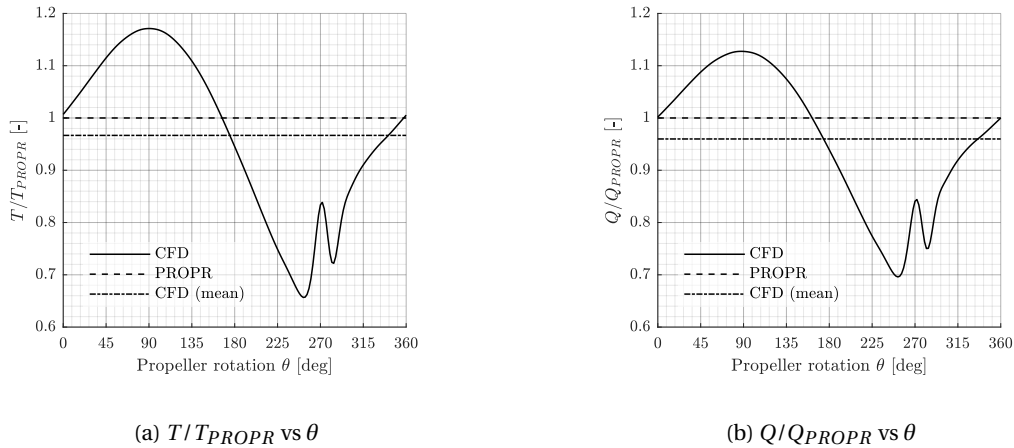 1.2
1.1
1
0.9
0.8
0.7
0.6
T/T_PROPR [-]
CFD
PROPR
CFD (mean)
0 45 90 135 180 225 270 315 360
Propeller rotation θ [deg]
(a) T/T_PROPR vs θ
1.2
1.1
1
0.9
0.8
0.7
0.6
Q/Q_PROPR [-]
CFD
PROPR
CFD (mean)
0 45 90 135 180 225 270 315 360
Propeller rotation θ [deg]
(b) Q/Q_PROPR vs θ